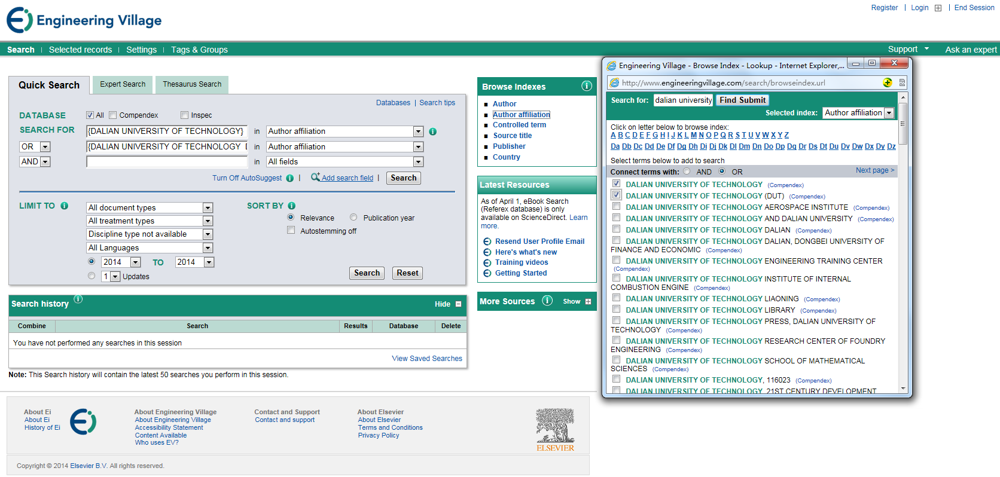 Register | Login | End Session
Engineering Village
Search | Selected records | Settings | Tags & Groups
Support Ask an expert
Quick Search Expert Search Thesaurus Search
Databases | Search tips
DATABASE All Compendex Inspec
SEARCH FOR {DALIAN UNIVERSITY OF TECHNOLOGY} in Author affiliation
OR {DALIAN UNIVERSITY OF TECHNOLOGY in Author affiliation
AND in All fields
Turn Off AutoSuggest | Add search field | Search
LIMIT TO
All document types
All treatment types
Discipline type not available
All Languages
2014 TO 2014
1 Updates
SORT BY
Relevance Publication year
Autostemming off
Search Reset
Search history
Hide
Combine Search Results Database Delete
You have not performed any searches in this session
View Saved Searches
Note: This Search history will contain the latest 50 searches you perform in this session.
Browse Indexes
Author
Author affiliation
Controlled term
Source title
Publisher
Country
Latest Resources
As of April 1, eBook Search
(Referex database) is only
available on ScienceDirect. Learn
more.
Resend User Profile Email
Here's what's new
Training videos
Getting Started
More Sources Show
Engineering Village - Browse Index - Lookup - Internet Explorer,...
http://www.engineeringvillage.com/search/browseindex.url
Search for: dalian university Find Submit
Selected index: Author affiliation
Click on letter below to browse index:
A B C D E F G H I J K L M N O P Q R S T U V W X Y Z
Da Db Dc Dd De Df Dg Dh Di Dj Dk Dl Dm Dn Do Dp Dq Dr Ds Dt Du Dv Dw Dx Dy Dz
Select terms below to add to search
Connect terms with: AND OR Next page >
DALIAN UNIVERSITY OF TECHNOLOGY (Compendex)
DALIAN UNIVERSITY OF TECHNOLOGY (DUT) (Compendex)
DALIAN UNIVERSITY OF TECHNOLOGY AEROSPACE INSTITUTE (Compendex)
DALIAN UNIVERSITY OF TECHNOLOGY AND DALIAN UNIVERSITY (Compendex)
DALIAN UNIVERSITY OF TECHNOLOGY DALIAN (Compendex)
DALIAN UNIVERSITY OF TECHNOLOGY DALIAN, DONGBEI UNIVERSITY OF
FINANCE AND ECONOMIC (Compendex)
DALIAN UNIVERSITY OF TECHNOLOGY ENGINEERING TRAINING CENTER
(Compendex)
DALIAN UNIVERSITY OF TECHNOLOGY INSTITUTE OF INTERNAL
COMBUSTION ENGINE (Compendex)
DALIAN UNIVERSITY OF TECHNOLOGY LIAONING (Compendex)
DALIAN UNIVERSITY OF TECHNOLOGY LIBRARY (Compendex)
DALIAN UNIVERSITY OF TECHNOLOGY PRESS, DALIAN UNIVERSITY OF
TECHNOLOGY (Compendex)
DALIAN UNIVERSITY OF TECHNOLOGY RESEARCH CENTER OF FOUNDRY
ENGINEERING (Compendex)
DALIAN UNIVERSITY OF TECHNOLOGY SCHOOL OF MATHEMATICAL
SCIENCES (Compendex)
DALIAN UNIVERSITY OF TECHNOLOGY, 116023 (Compendex)
DALIAN UNIVERSITY OF TECHNOLOGY, 21ST CENTURY DEVELOPMENT
About Ei
About Ei
History of Ei
About Engineering Village
About Engineering Village
Accessibility Statement
Content Available
Who uses EV?
Contact and Support
Contact and support
About Elsevier
About Elsevier
Terms and Conditions
Privacy Policy
ELSEVIER
Copyright © 2014 Elsevier B.V. All rights reserved.